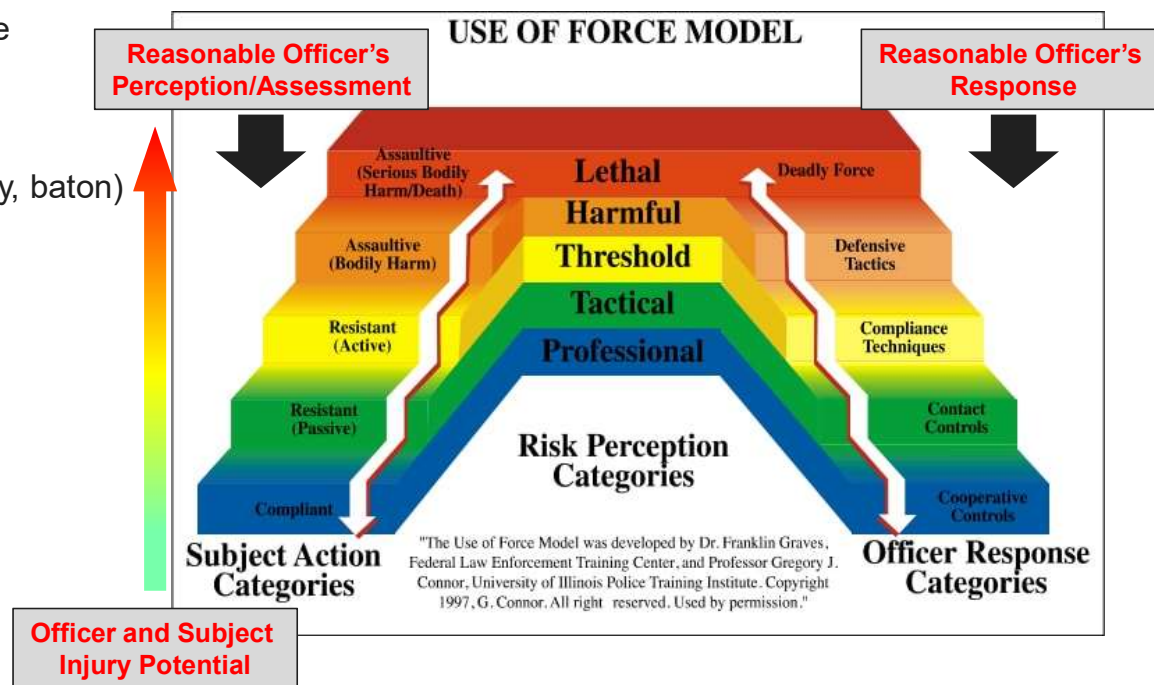 e
USE OF FORCE MODEL
Reasonable Officer's
Perception/Assessment
Reasonable Officer's
Response
y, baton)
Assaultive
(Serious Bodily
Harm/Death)
Lethal
Deadly Force
Harmful
Assaultive
(Bodily Harm)
Defensive
Tactics
Threshold
Tactical
Resistant
(Active)
Compliance
Techniques
Professional
Resistant
(Passive)
Contact
Controls
Risk Perception
Categories
Compliant
Cooperative
Controls
Subject Action
Categories
"The Use of Force Model was developed by Dr. Franklin Graves,
Federal Law Enforcement Training Center, and Professor Gregory J.
Connor, University of Illinois Police Training Institute. Copyright
1997, G. Connor. All right reserved. Used by permission."
Officer Response
Categories
Officer and Subject
Injury Potential